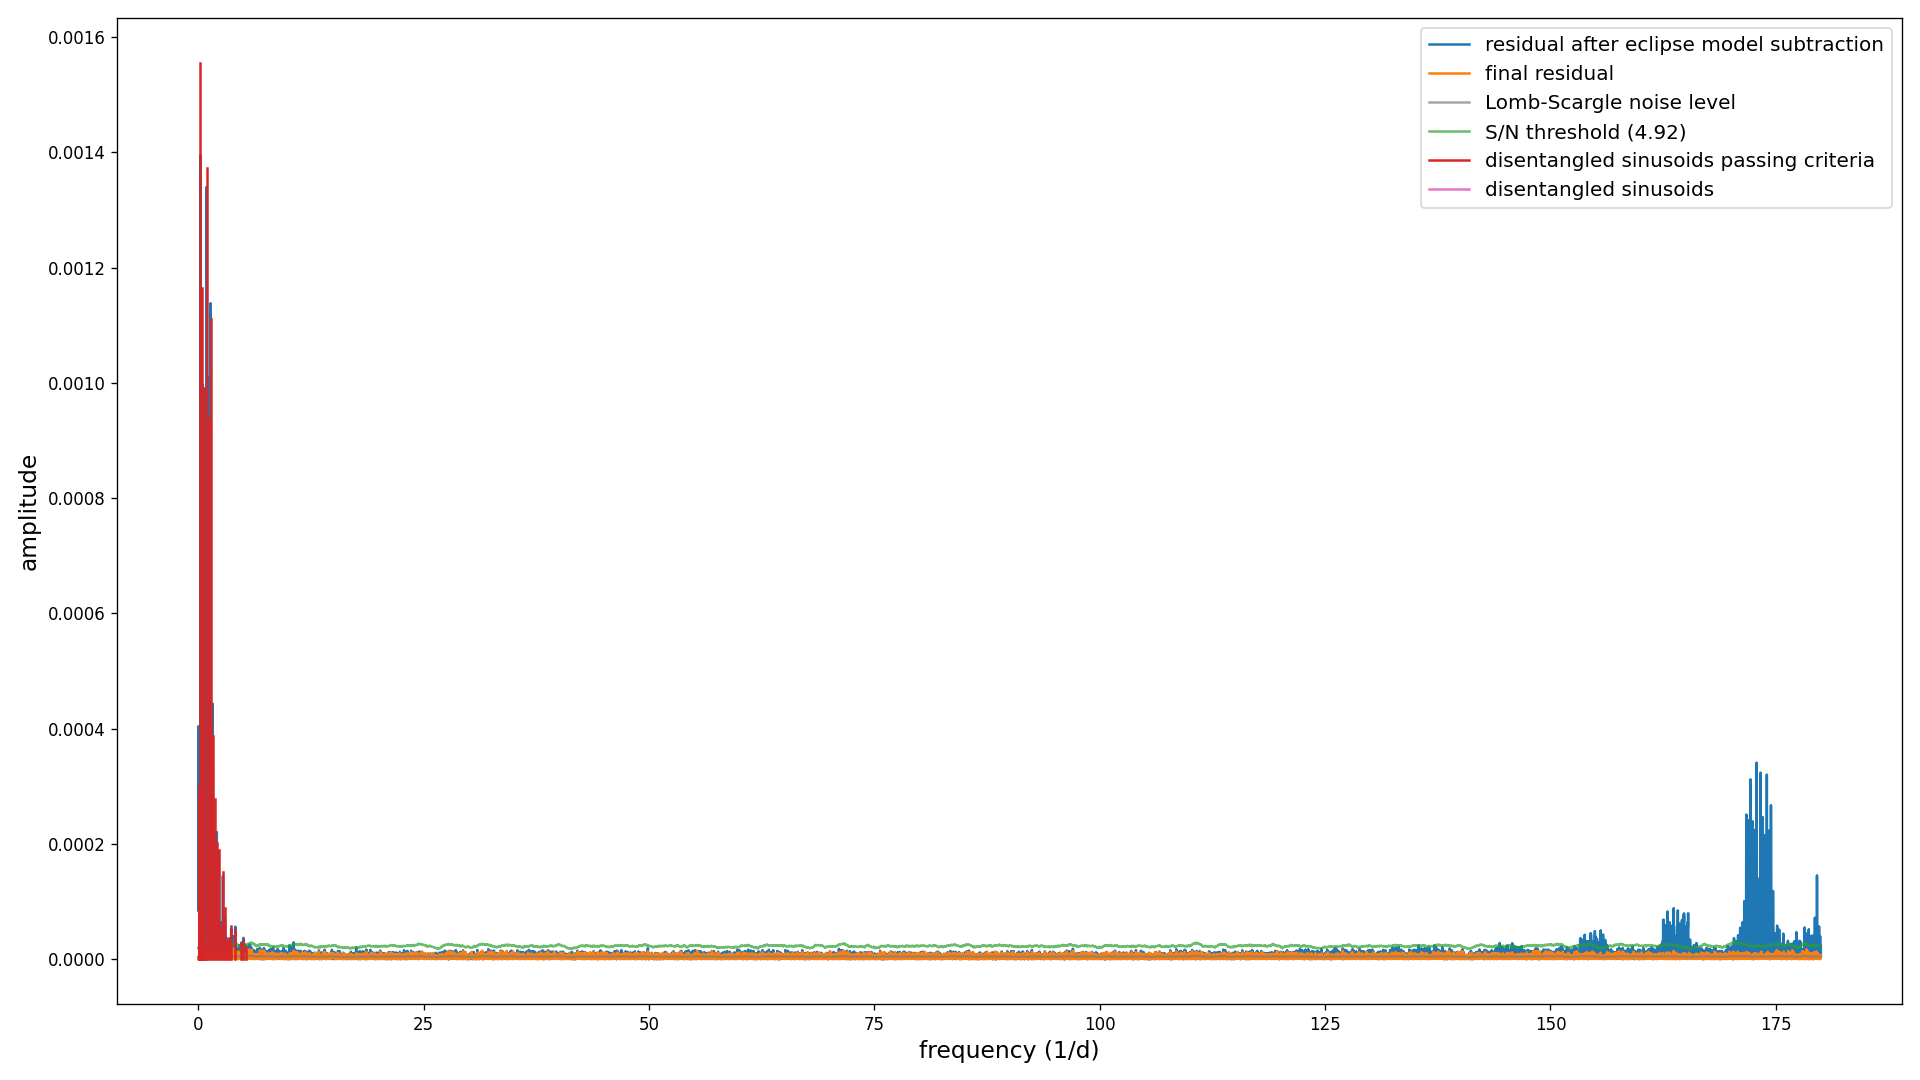 residual after eclipse model subtraction
final residual
Lomb-Scargle noise level
S/N threshold (4.92)
disentangled sinusoids passing criteria
disentangled sinusoids
0.0016
0.0014
0.0012
0.0010
0.0008
0.0006
0.0004
0.0002
0.0000
amplitude
0 25 50 75 100 125 150 175
frequency (1/d)